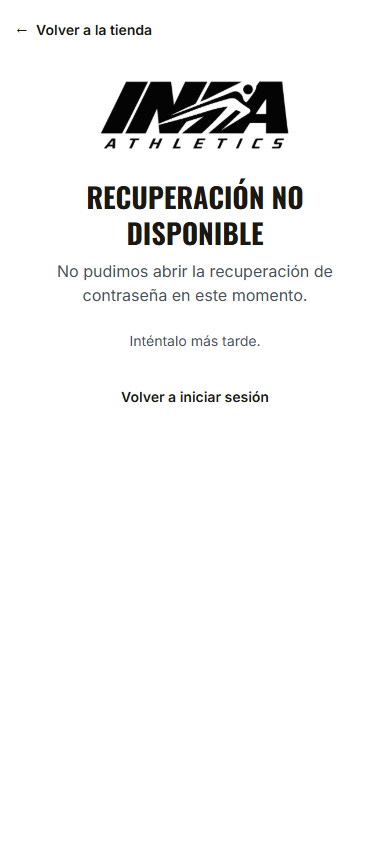 ← Volver a la tienda
INZA
ATHLETICS
RECUPERACIÓN NO
DISPONIBLE
No pudimos abrir la recuperación de
contraseña en este momento.
Inténtalo más tarde.
Volver a iniciar sesión